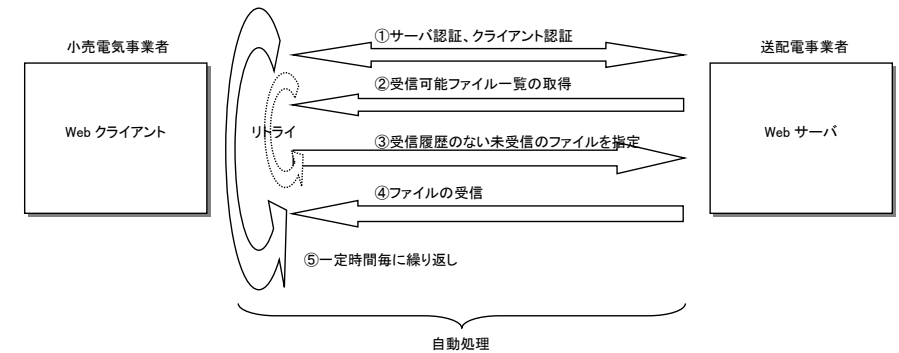 小売電気事業者
送配電事業者
①サーバ認証、クライアント認証
②受信可能ファイル一覧の取得
Web クライアント
リトライ
Web サーバ
③受信履歴のない未受信のファイルを指定
④ファイルの受信
⑤一定時間毎に繰り返し
自動処理